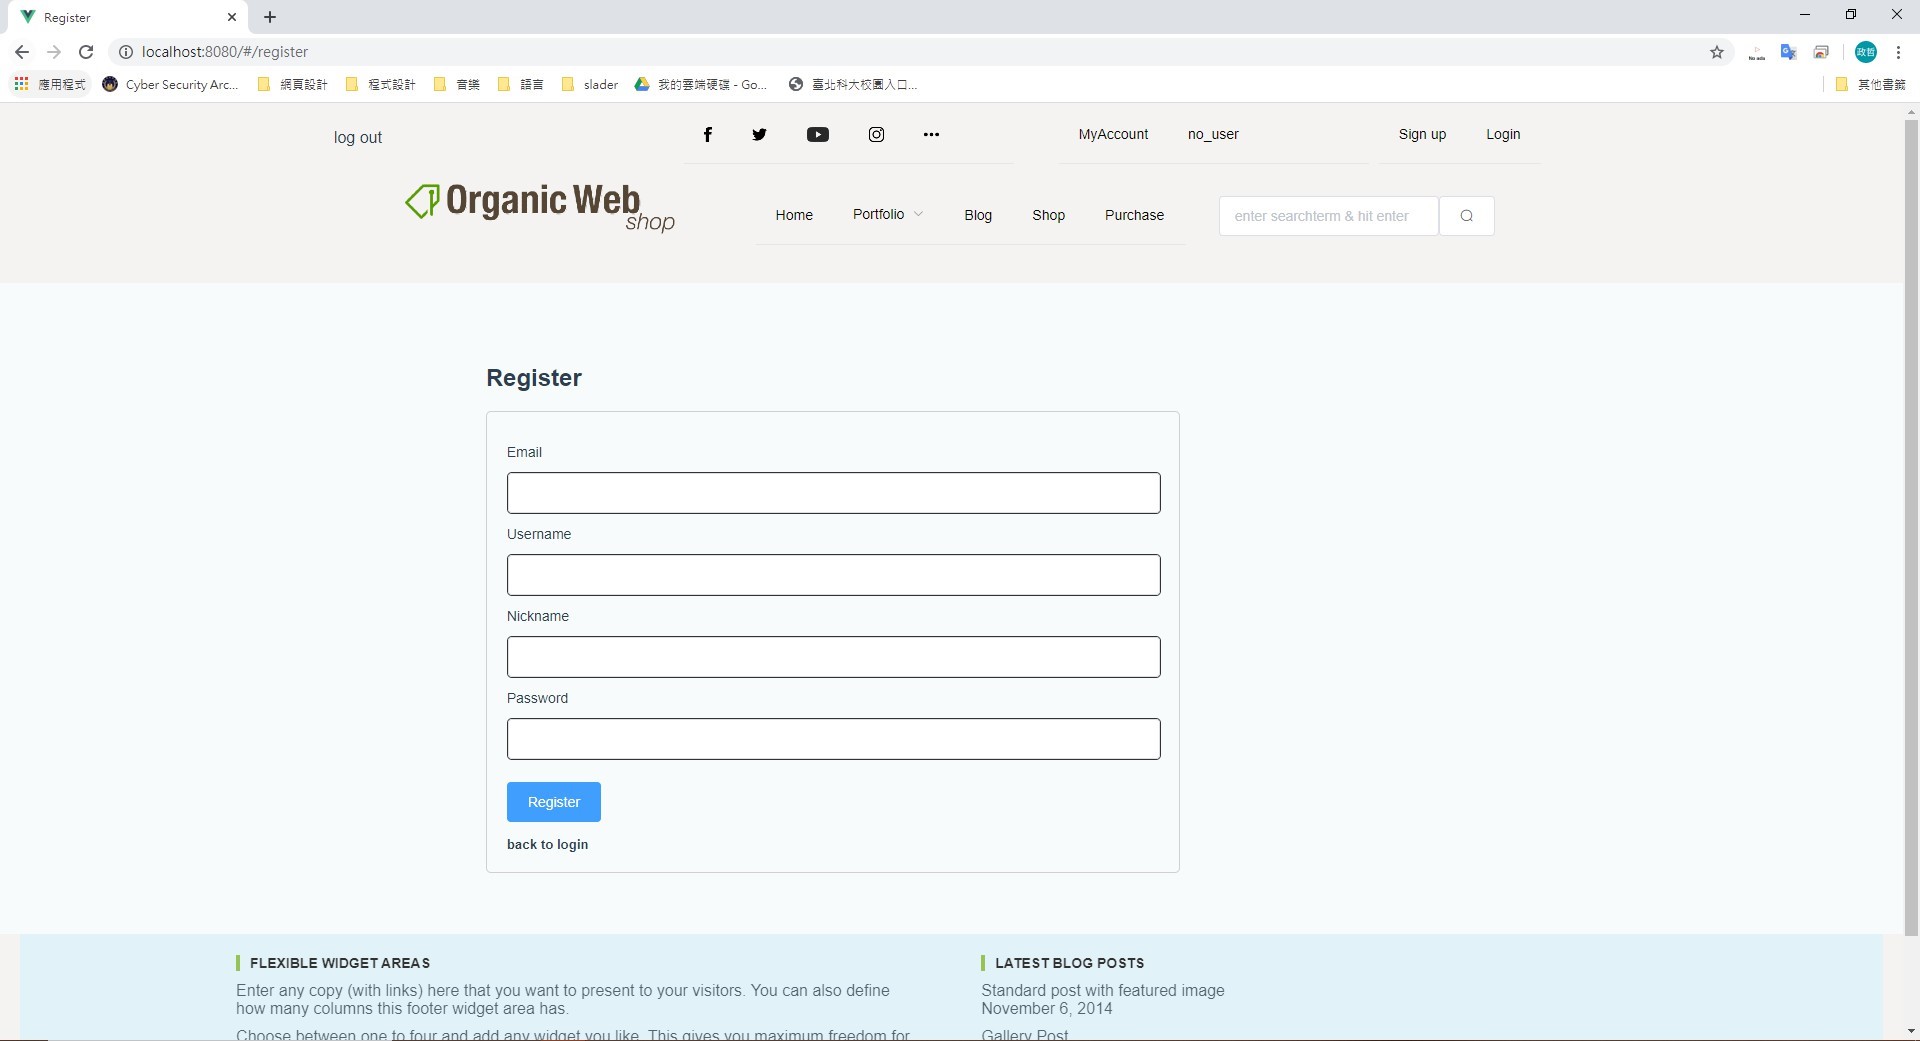 Register
localhost:8080/#/register
政哲
應用程式 Cyber Security Arc... 網頁設計 程式設計 音樂 語言 slader 我的雲端硬碟 - Go... 臺北科大校園入口... 其他書籤
log out MyAccount no_user Sign up Login
Organic Web
shop
Home Portfolio Blog Shop Purchase enter searchterm & hit enter
Register
Email
Username
Nickname
Password
Register
back to login
FLEXIBLE WIDGET AREAS
Enter any copy (with links) here that you want to present to your visitors. You can also define
how many columns this footer widget area has.
Choose between one to four and add any widget you like. This gives you maximum freedom for
LATEST BLOG POSTS
Standard post with featured image
November 6, 2014
Gallery Post